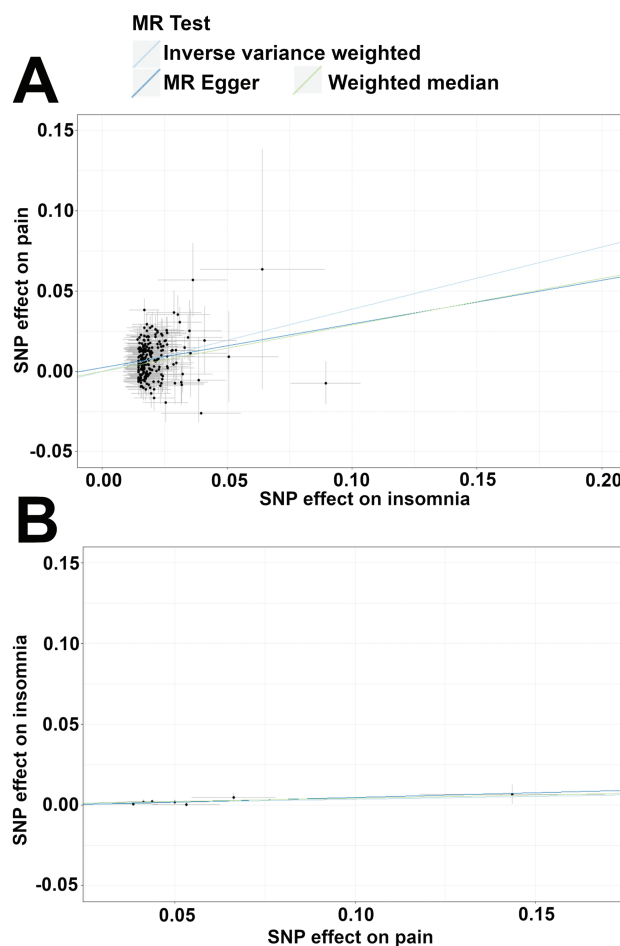 MR Test
Inverse variance weighted
MR Egger Weighted median
A
0.15
0.10
0.05
0.00
-0.05
SNP effect on pain
0.00 0.05 0.10 0.15 0.20
SNP effect on insomnia
B
0.15
0.10
0.05
0.00
-0.05
SNP effect on insomnia
0.05 0.10 0.15
SNP effect on pain